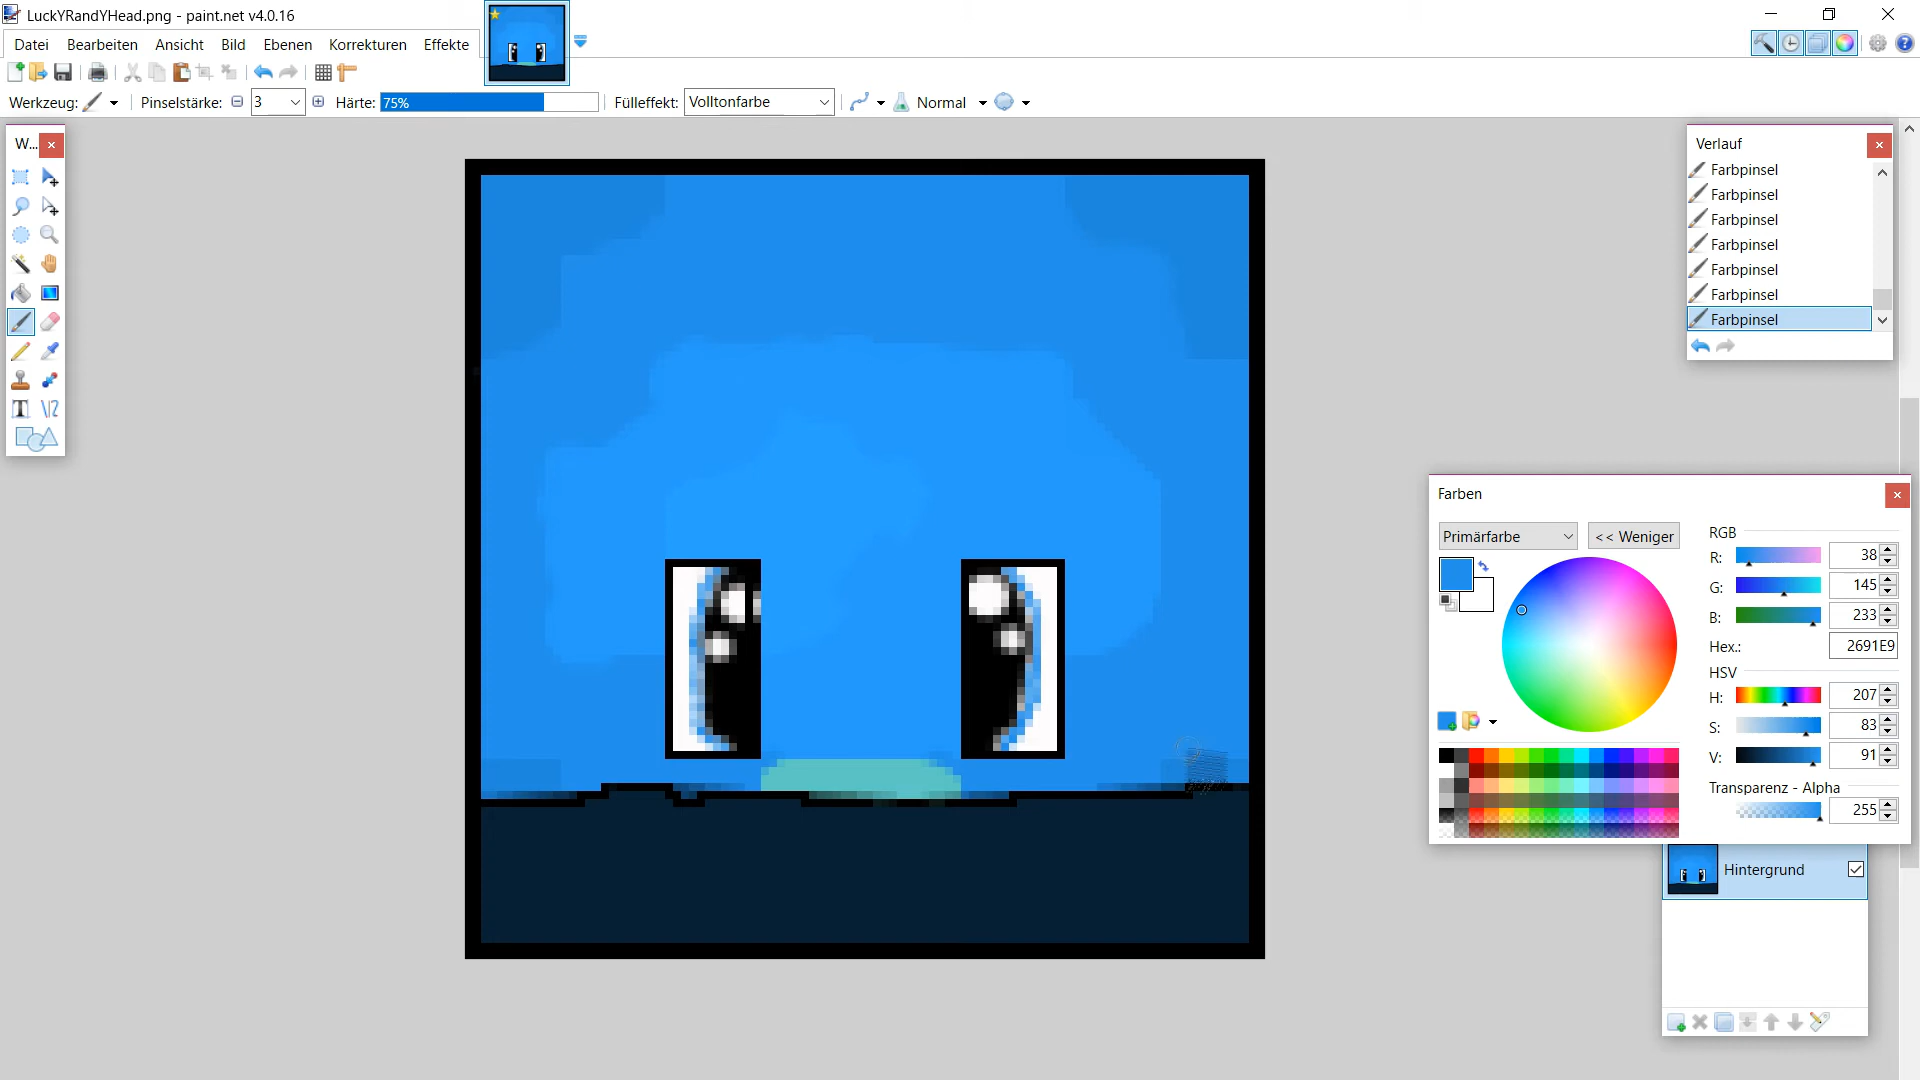 LuckYRandYHead.png - paint.net v4.0.16
Datei Bearbeiten Ansicht Bild Ebenen Korrekturen Effekte
Werkzeug: Pinselstärke: 3 Härte: 75% Fülleffekt: Volltonfarbe Normal
W...
Verlauf
Farbpinsel
Farbpinsel
Farbpinsel
Farbpinsel
Farbpinsel
Farbpinsel
Farbpinsel
Farben
Primärfarbe << Weniger
RGB
R: 38
G: 145
B: 233
Hex.: 2691E9
HSV
H: 207
S: 83
V: 91
Transparenz - Alpha
255
Hintergrund